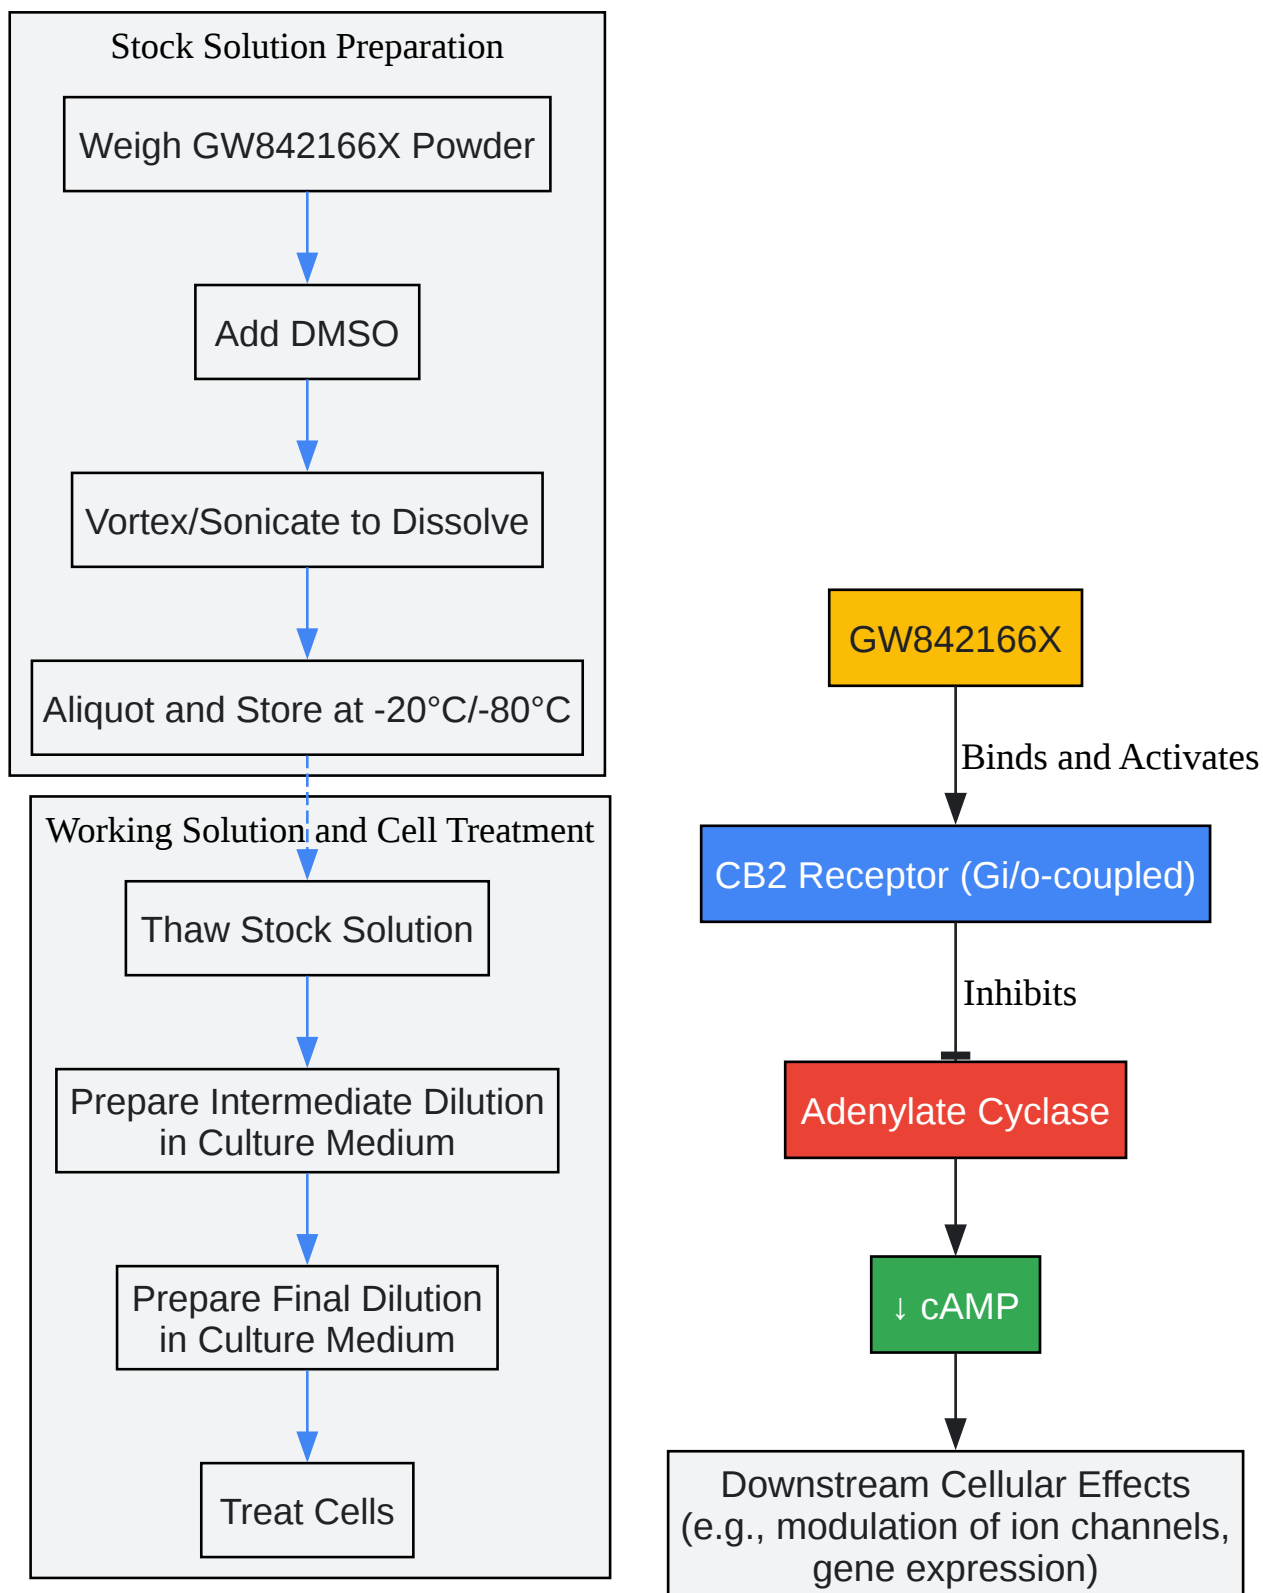 Stock Solution Preparation
Weigh GW842166X Powder
Add DMSO
Vortex/Sonicate to Dissolve
Aliquot and Store at -20°C/-80°C
Working Solution and Cell Treatment
Thaw Stock Solution
Prepare Intermediate Dilution
in Culture Medium
Prepare Final Dilution
in Culture Medium
Treat Cells
GW842166X
Binds and Activates
CB2 Receptor (Gi/o-coupled)
Inhibits
Adenylate Cyclase
↓ cAMP
Downstream Cellular Effects
(e.g., modulation of ion channels,
gene expression)